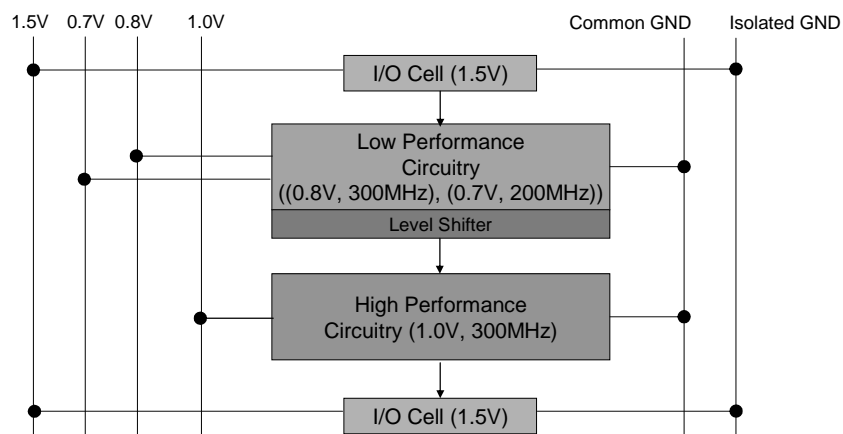 1.5V 0.7V 0.8V 1.0V Common GND Isolated GND
I/O Cell (1.5V)
Low Performance
Circuitry
((0.8V, 300MHz), (0.7V, 200MHz))
Level Shifter
High Performance
Circuitry (1.0V, 300MHz)
I/O Cell (1.5V)